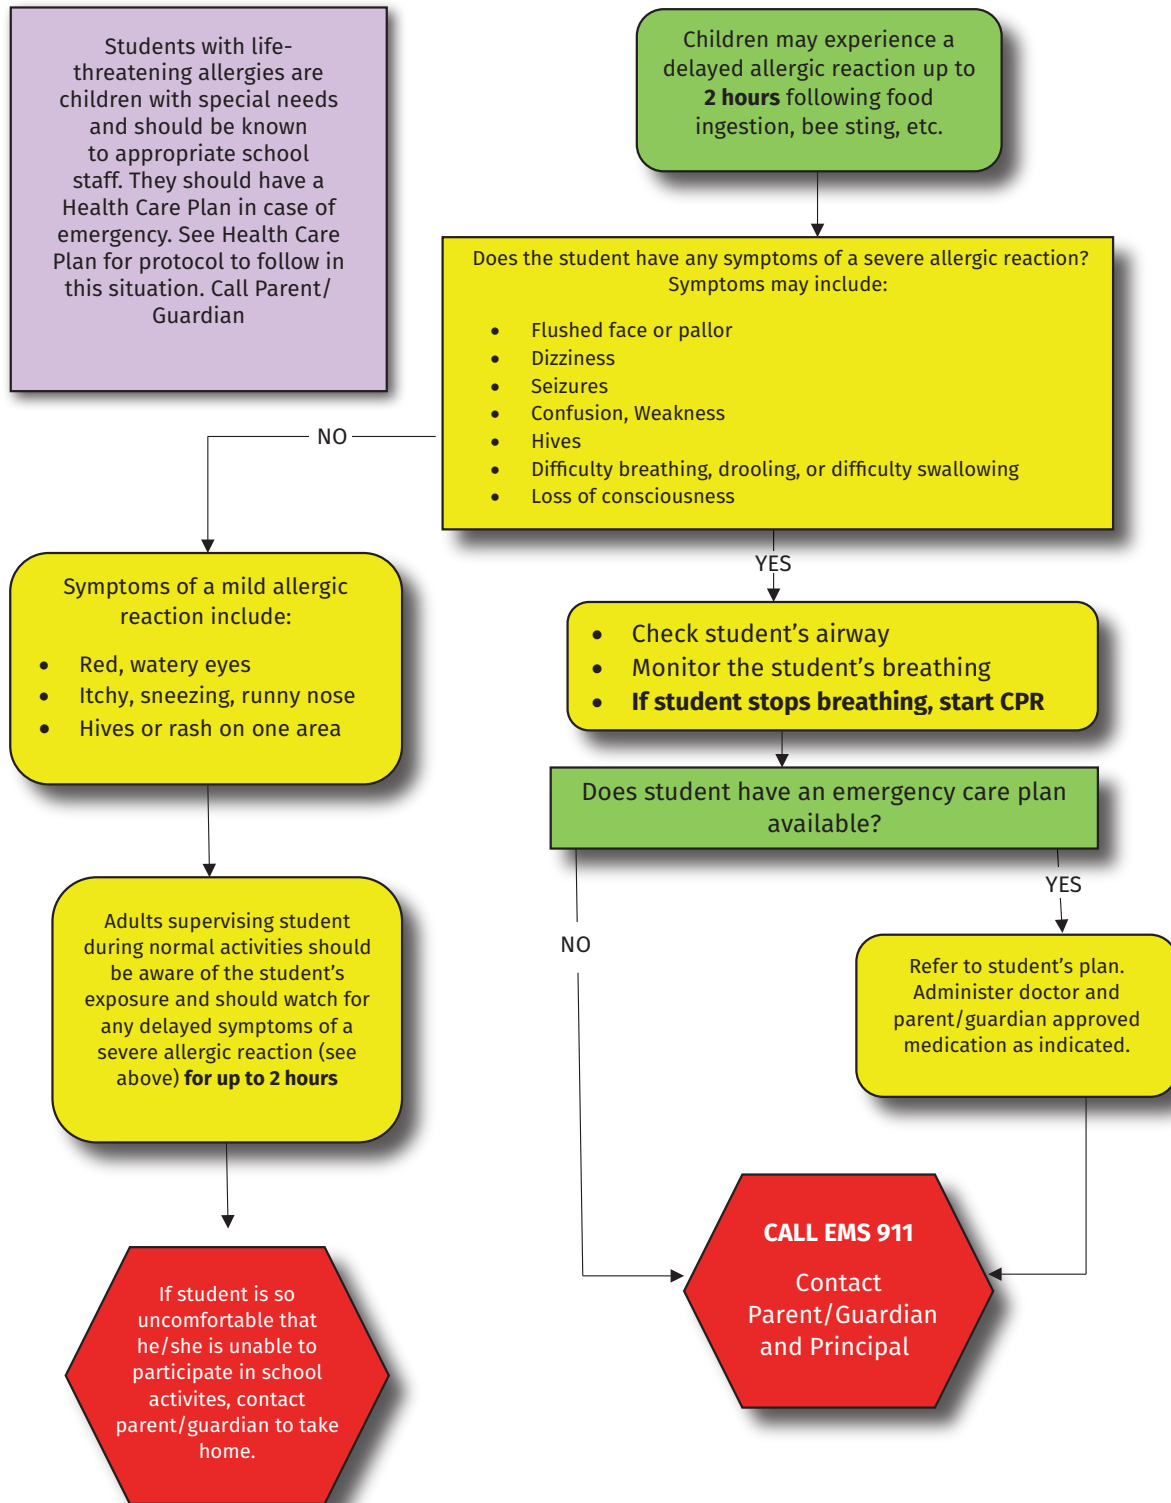 Students with life-
threatening allergies are
children with special needs
and should be known
to appropriate school
staff. They should have a
Health Care Plan in case of
emergency. See Health Care
Plan for protocol to follow in
this situation. Call Parent/
Guardian
Children may experience a
delayed allergic reaction up to
2 hours following food
ingestion, bee sting, etc.
Does the student have any symptoms of a severe allergic reaction?
Symptoms may include:
• Flushed face or pallor
• Dizziness
• Seizures
• Confusion, Weakness
• Hives
• Difficulty breathing, drooling, or difficulty swallowing
• Loss of consciousness
NO
YES
Symptoms of a mild allergic
reaction include:
• Red, watery eyes
• Itchy, sneezing, runny nose
• Hives or rash on one area
• Check student's airway
• Monitor the student's breathing
• If student stops breathing, start CPR
Does student have an emergency care plan
available?
NO
YES
Adults supervising student
during normal activities should
be aware of the student's
exposure and should watch for
any delayed symptoms of a
severe allergic reaction (see
above) for up to 2 hours
Refer to student's plan.
Administer doctor and
parent/guardian approved
medication as indicated.
If student is so
uncomfortable that
he/she is unable to
participate in school
activites, contact
parent/guardian to take
home.
CALL EMS 911
Contact
Parent/Guardian
and Principal